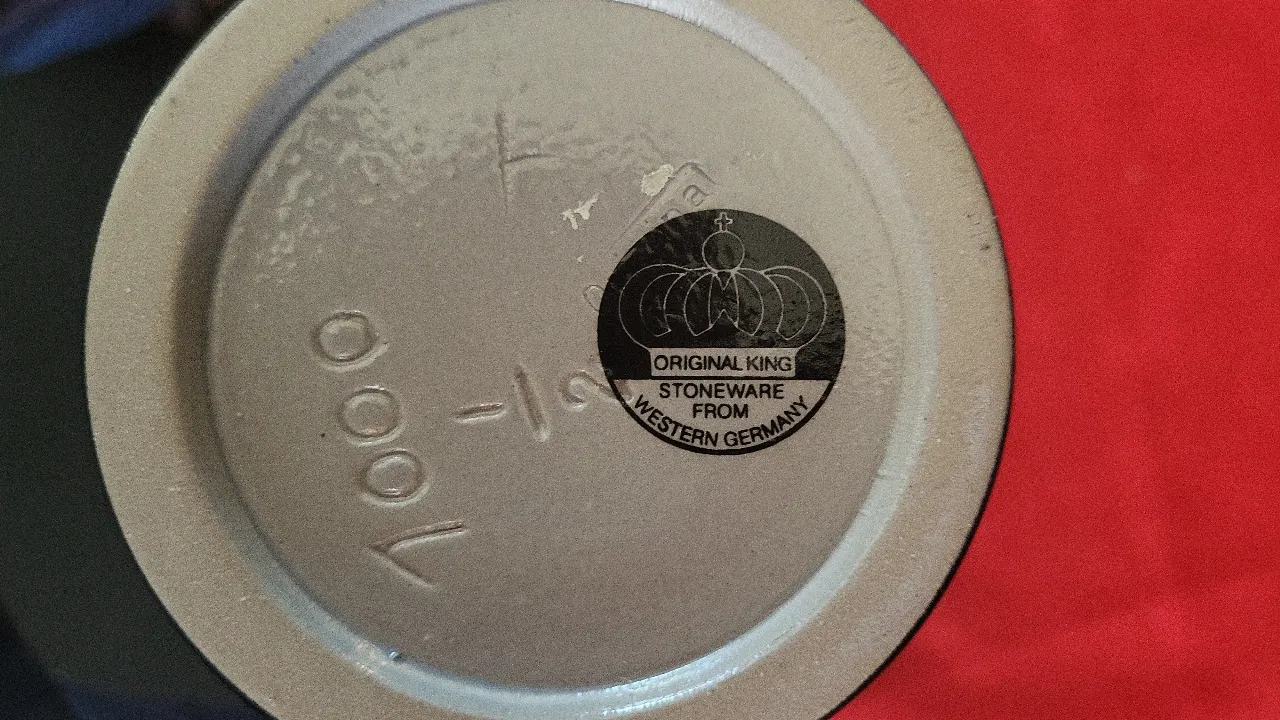 ORIGINAL KING
STONEWARE
FROM
WESTERN GERMANY
1000